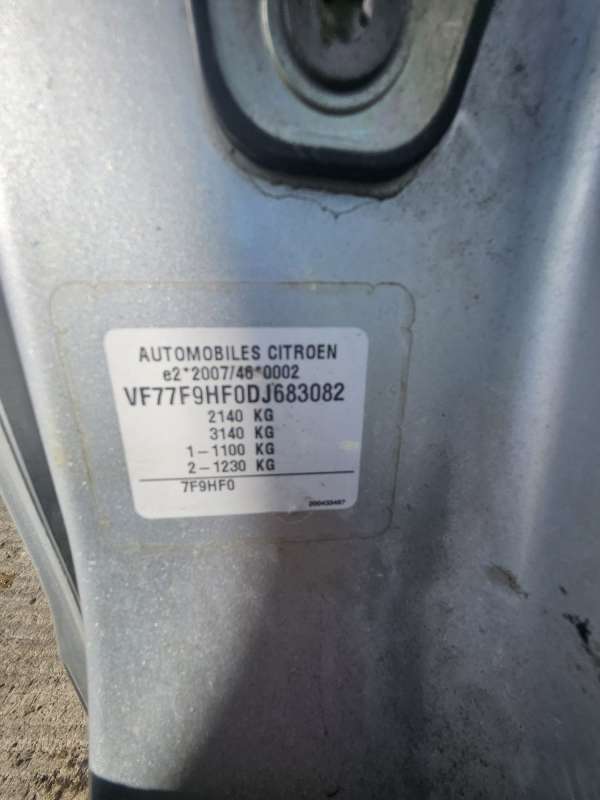 AUTOMOBILES CITROEN
e2*2007/46*0002
VF77F9HF0DJ683082
2140 KG
3140 KG
1-1100 KG
2-1230 KG
7F9HF0